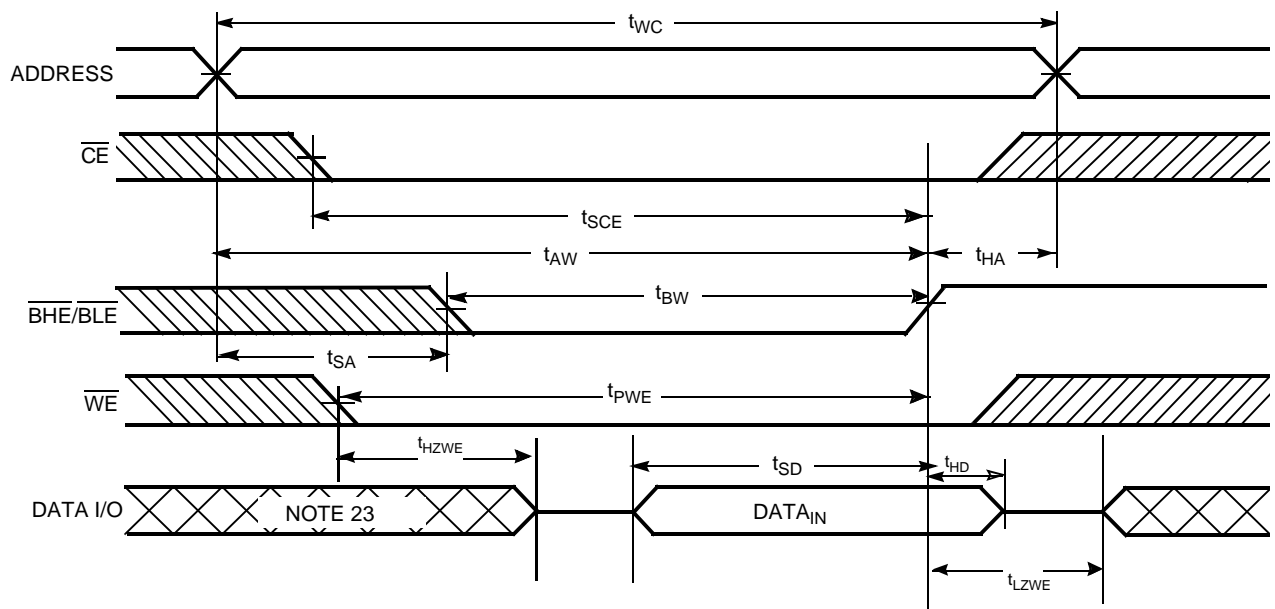 tWC
ADDRESS
CE
tSCE
tAW
tHA
BHE/BLE
tBW
tSA
WE
tPWE
tHZWE
tSD
tHD
DATA I/O
NOTE 23
DATAIN
tLZWE